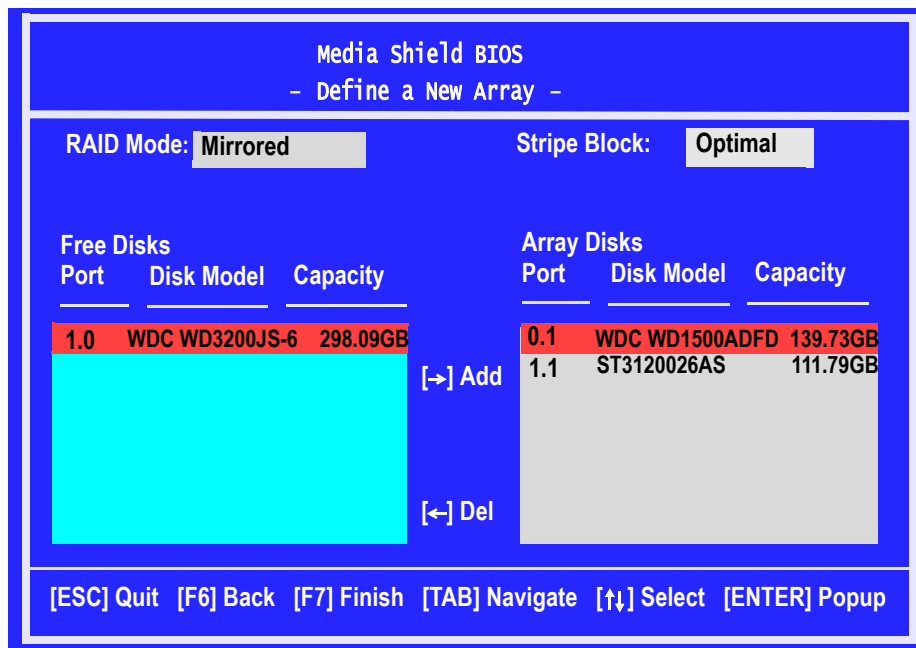 Media Shield BIOS
– Define a New Array –
RAID Mode: Mirrored Stripe Block: Optimal
Free Disks
Port Disk Model Capacity
1.0 WDC WD3200JS-6 298.09GB
Array Disks
Port Disk Model Capacity
0.1 WDC WD1500ADFD 139.73GB
1.1 ST3120026AS 111.79GB
[→] Add
[←] Del
[ESC] Quit [F6] Back [F7] Finish [TAB] Navigate [↑↓] Select [ENTER] Popup